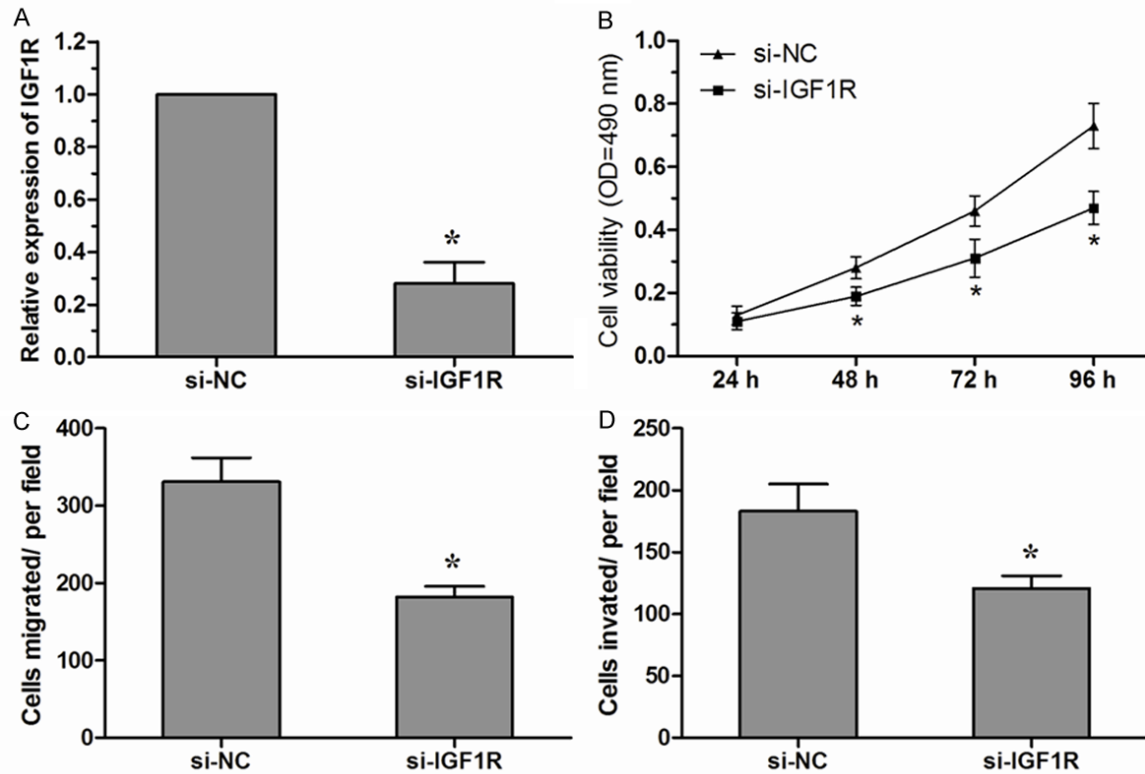 A
Relative expression of IGF1R
1.2
1.0
0.8
0.6
0.4
0.2
0.0
*
si-NC
si-IGF1R
B
Cell viability (OD=490 nm)
1.0
0.8
0.6
0.4
0.2
0.0
si-NC
si-IGF1R
*
*
*
24 h
48 h
72 h
96 h
C
Cells migrated/ per field
400
300
200
100
0
*
si-NC
si-IGF1R
D
Cells invated/ per field
250
200
150
100
50
0
*
si-NC
si-IGF1R